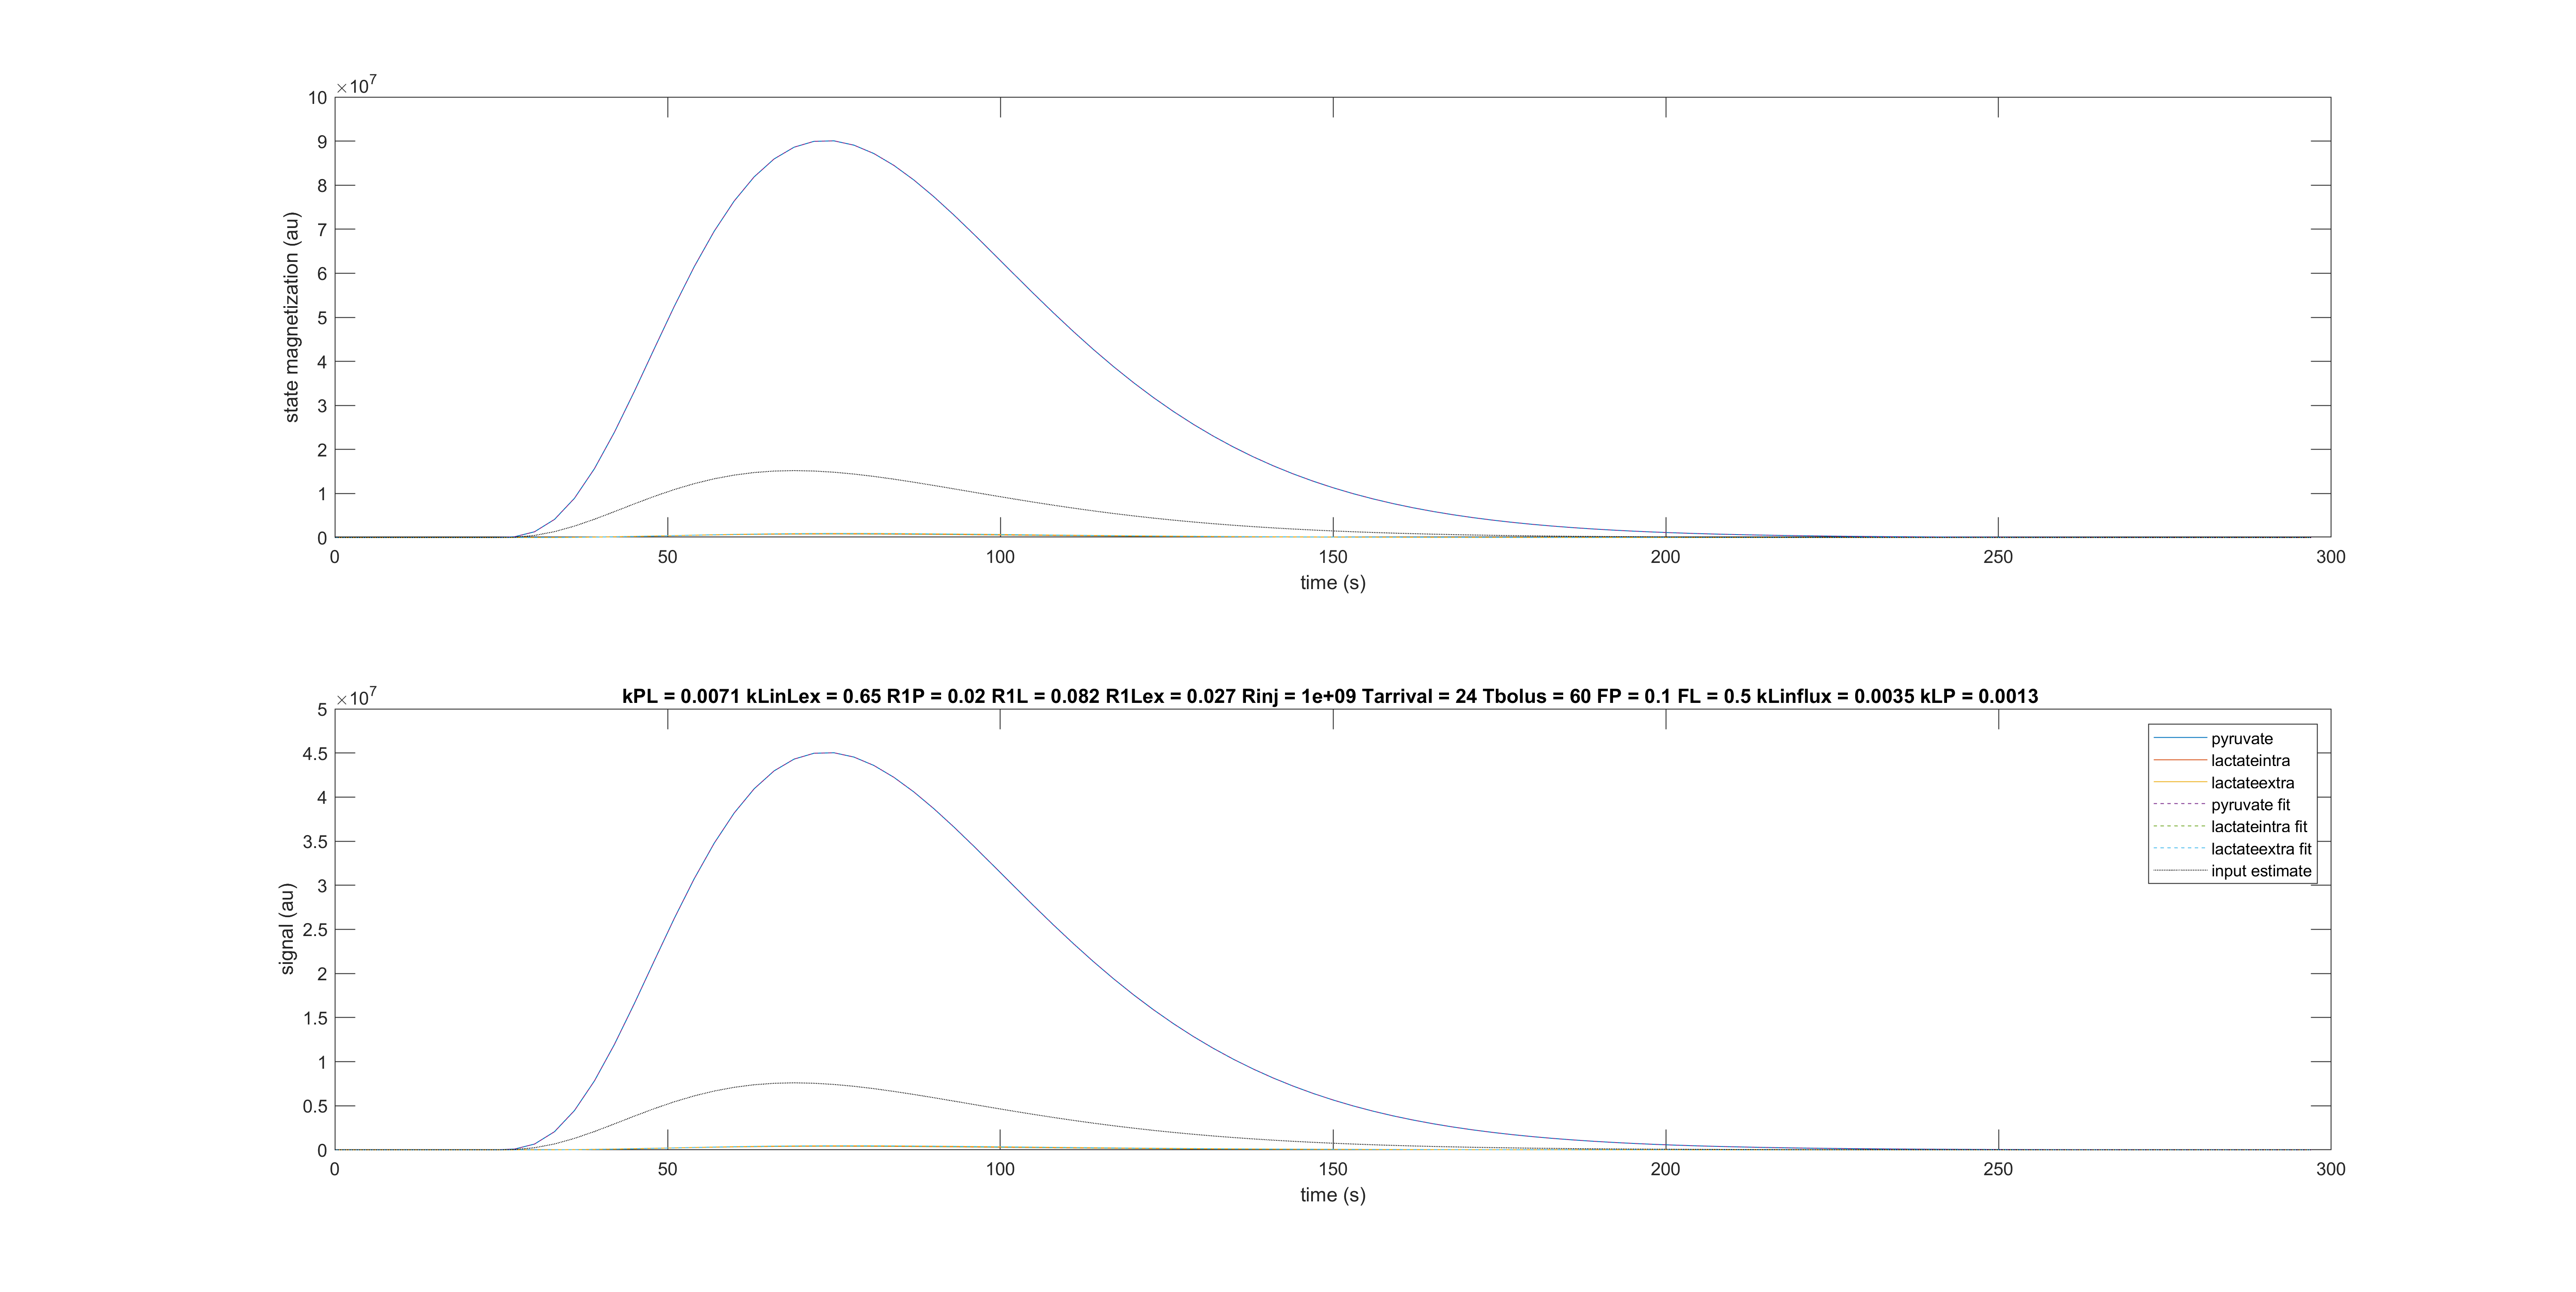 ×10^7
10
9
8
7
6
5
4
3
2
1
0
state magnetization (au)
0 50 100 150 200 250 300
time (s)
kPL = 0.0071 kLinLex = 0.65 R1P = 0.02 R1L = 0.082 R1Lex = 0.027 Rinj = 1e+09 Tarrival = 24 Tbolus = 60 FP = 0.1 FL = 0.5 kLinflux = 0.0035 kLP = 0.0013
×10^7
5
4.5
4
3.5
3
2.5
2
1.5
1
0.5
0
signal (au)
pyruvate
lactateintra
lactateextra
pyruvate fit
lactateintra fit
lactateextra fit
input estimate
0 50 100 150 200 250 300
time (s)